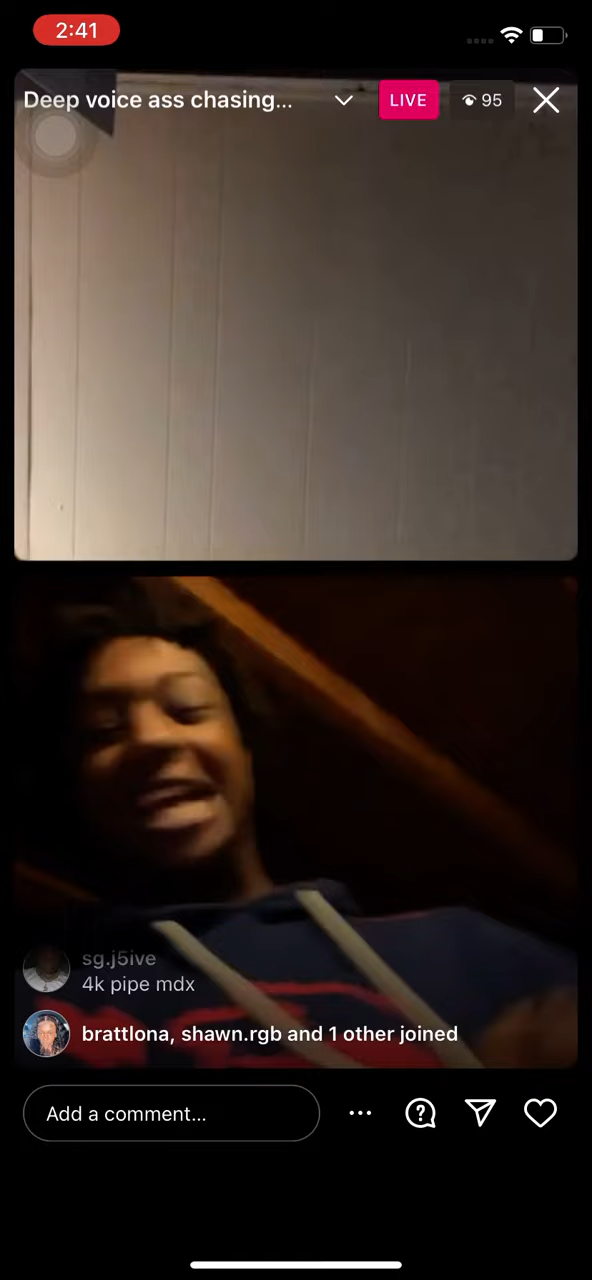 2:41
Deep voice ass chasing...
LIVE
95
sg.j5ive
4k pipe mdx
brattlona, shawn.rgb and 1 other joined
Add a comment...